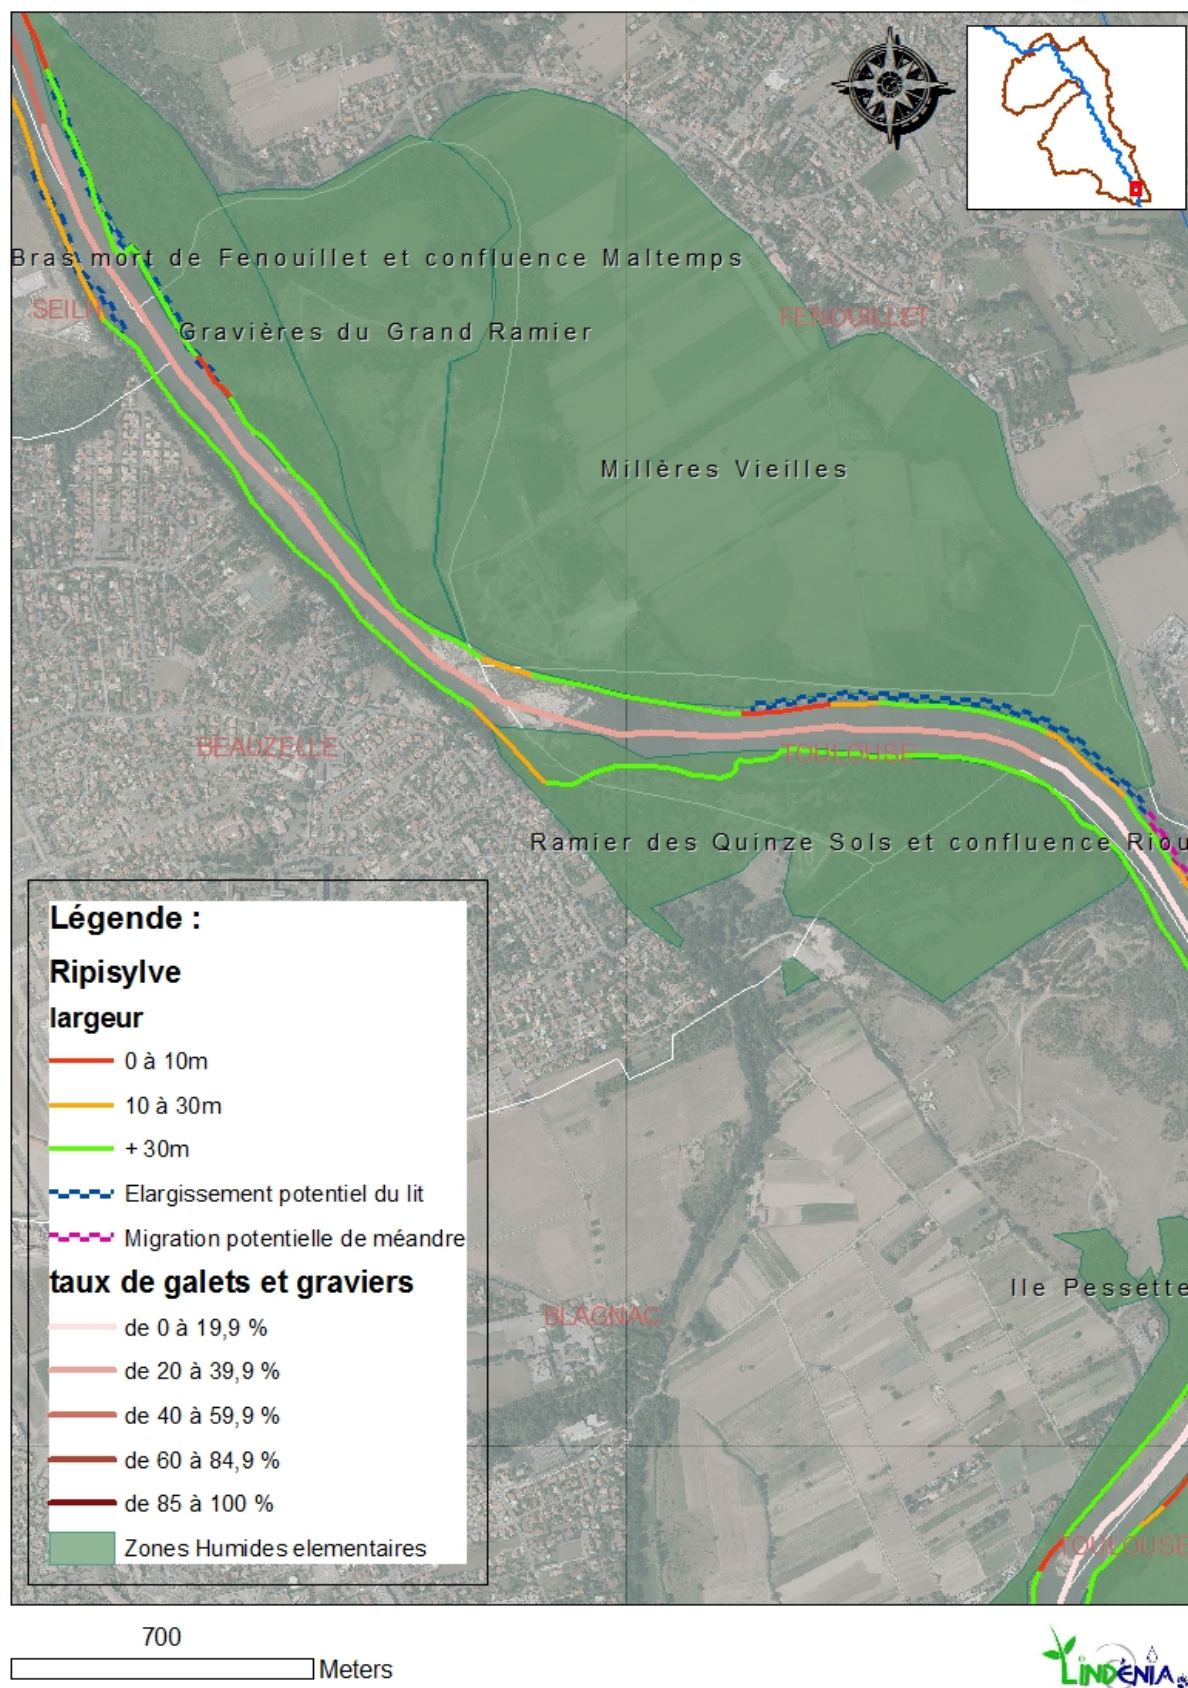 Bras mort de Fenouillet et confluence Maltemps
SEILH
Gravières du Grand Ramier
FENOUILLET
Millères Vieilles
BEAUZELLE
TOULOUSE
Ramier des Quinze Sols et confluence Riou
Légende :
Ripisylve
largeur
0 à 10m
10 à 30m
+ 30m
Elargissement potentiel du lit
Migration potentielle de méandre
taux de galets et graviers
de 0 à 19,9 %
de 20 à 39,9 %
de 40 à 59,9 %
de 60 à 84,9 %
de 85 à 100 %
Zones Humides elementaires
Ile Pessette
BLAGNAC
TOULOUSE
700
Meters
LINDÉNIA